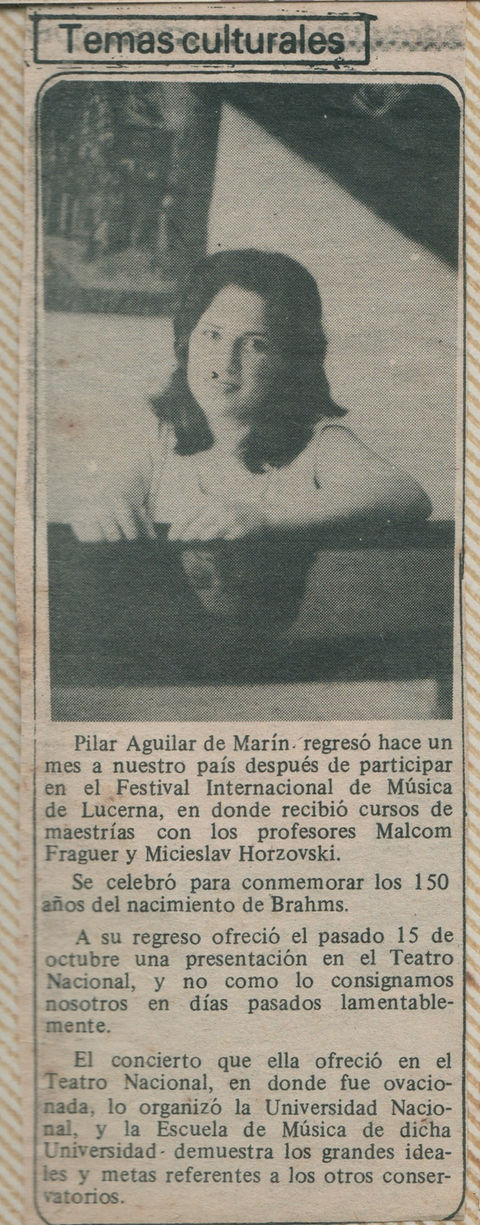 Temas culturales
Pilar Aguilar de Marín regresó hace un
mes a nuestro país después de participar
en el Festival Internacional de Música
de Lucerna, en donde recibió cursos de
maestrías con los profesores Malcom
Fraguer y Micieslav Horzovski.
Se celebró para conmemorar los 150
años del nacimiento de Brahms.
A su regreso ofreció el pasado 15 de
octubre una presentación en el Teatro
Nacional, y no como lo consignamos
nosotros en días pasados lamentable-
mente.
El concierto que ella ofreció en el
Teatro Nacional, en donde fue ovacio-
nada, lo organizó la Universidad Nacio-
nal, y la Escuela de Música de dicha
Universidad demuestra los grandes idea-
les y metas referentes a los otros conser-
vatorios.